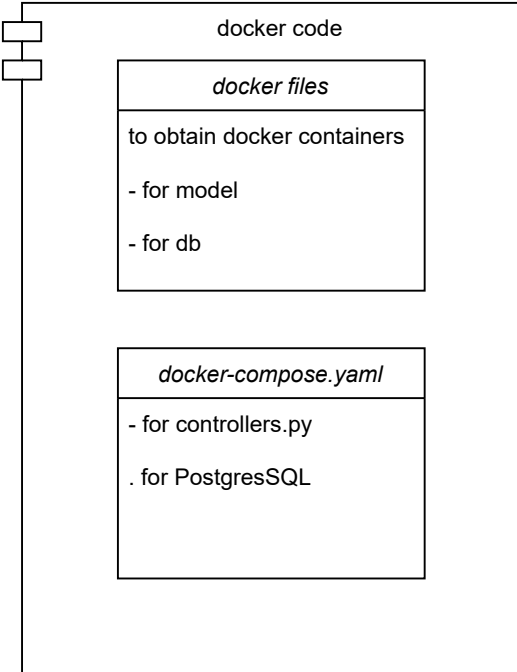 docker code
docker files
to obtain docker containers
- for model
- for db
docker-compose.yaml
- for controllers.py
. for PostgresSQL